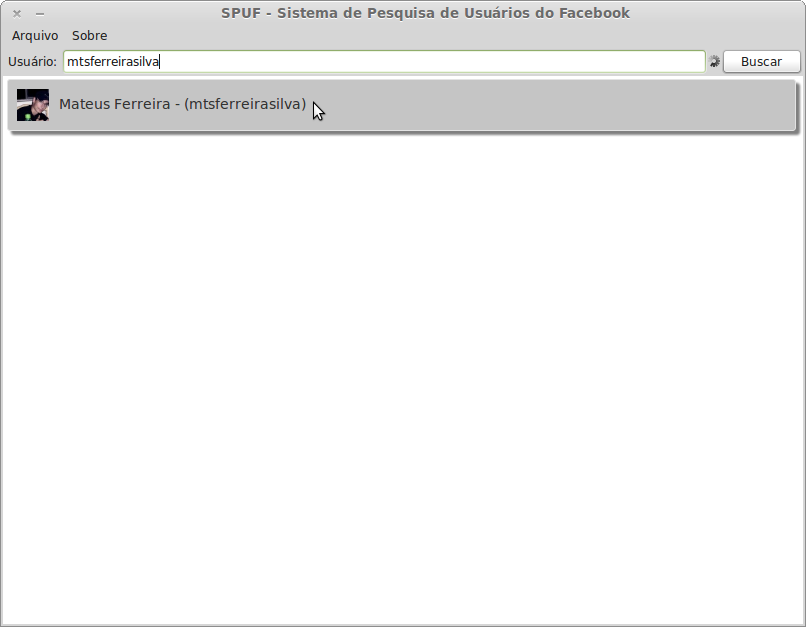 SPUF - Sistema de Pesquisa de Usuários do Facebook
Arquivo Sobre
Usuário: mtsferreirasilva Buscar
Mateus Ferreira - (mtsferreirasilva)